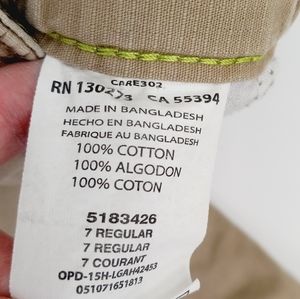 CARE302
RN CA 55394
MADE IN BANGLADESH
HECHO EN BANGLADESH
FABRIQUE AU BANGLADESH
100% COTTON
100% ALGODON
100% COTON
5183426
7 REGULAR
7 REGULAR
7 COURANT
OPD-15H-LGAH42453
051071651813